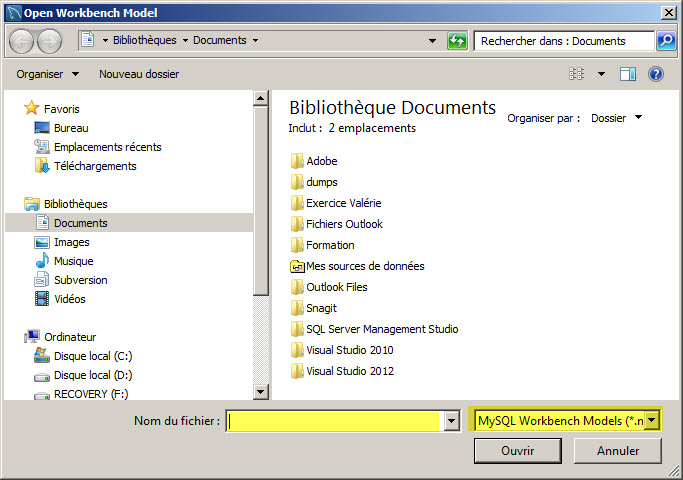 Open Workbench Model
Bibliothèques Documents
Rechercher dans : Documents
Organiser Nouveau dossier
Favoris
Bureau
Emplacements récents
Téléchargements
Bibliothèques
Documents
Images
Musique
Subversion
Vidéos
Ordinateur
Disque local (C:)
Disque local (D:)
RECOVERY (F:)
Bibliothèque Documents
Inclut : 2 emplacements
Organiser par : Dossier
Adobe
dumps
Exercice Valérie
Fichiers Outlook
Formation
Mes sources de données
Outlook Files
Snagit
SQL Server Management Studio
Visual Studio 2010
Visual Studio 2012
Nom du fichier :
MySQL Workbench Models (*.n
Ouvrir Annuler